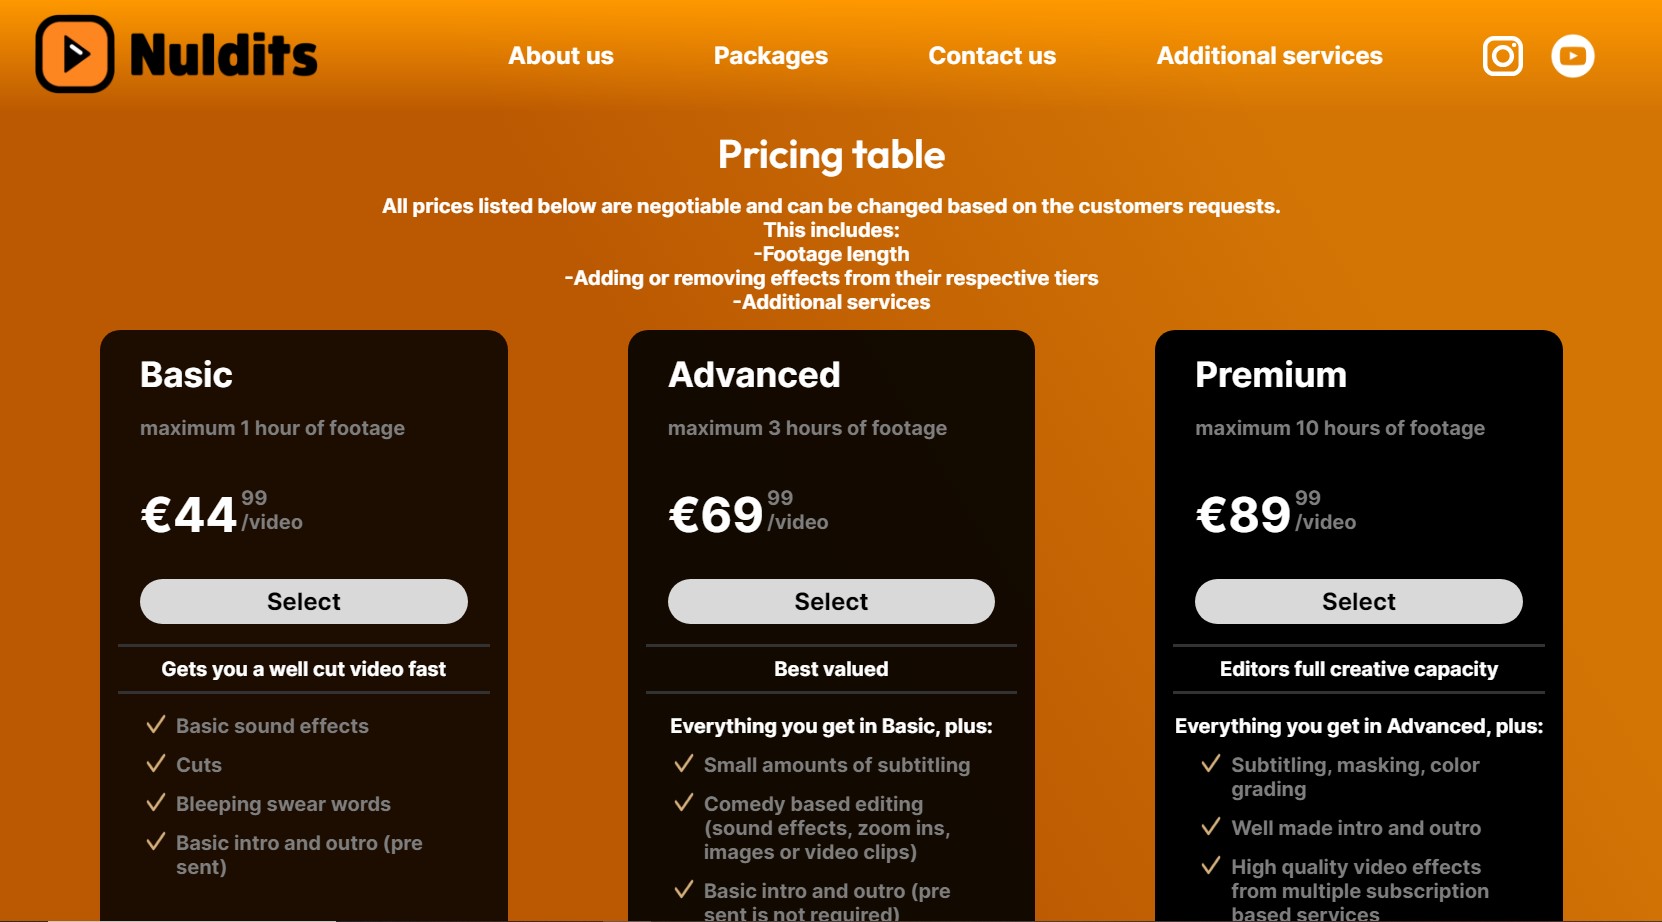 Nuldits
About us
Packages
Contact us
Additional services
Pricing table
All prices listed below are negotiable and can be changed based on the customers requests.
This includes:
-Footage length
-Adding or removing effects from their respective tiers
-Additional services
Basic
maximum 1 hour of footage
€44 99
/video
Select
Gets you a well cut video fast
Basic sound effects
Cuts
Bleeping swear words
Basic intro and outro (pre
sent)
Advanced
maximum 3 hours of footage
€69 99
/video
Select
Best valued
Everything you get in Basic, plus:
Small amounts of subtitling
Comedy based editing
(sound effects, zoom ins,
images or video clips)
Basic intro and outro (pre
sent is not required)
Premium
maximum 10 hours of footage
€89 99
/video
Select
Editors full creative capacity
Everything you get in Advanced, plus:
Subtitling, masking, color
grading
Well made intro and outro
High quality video effects
from multiple subscription
based services